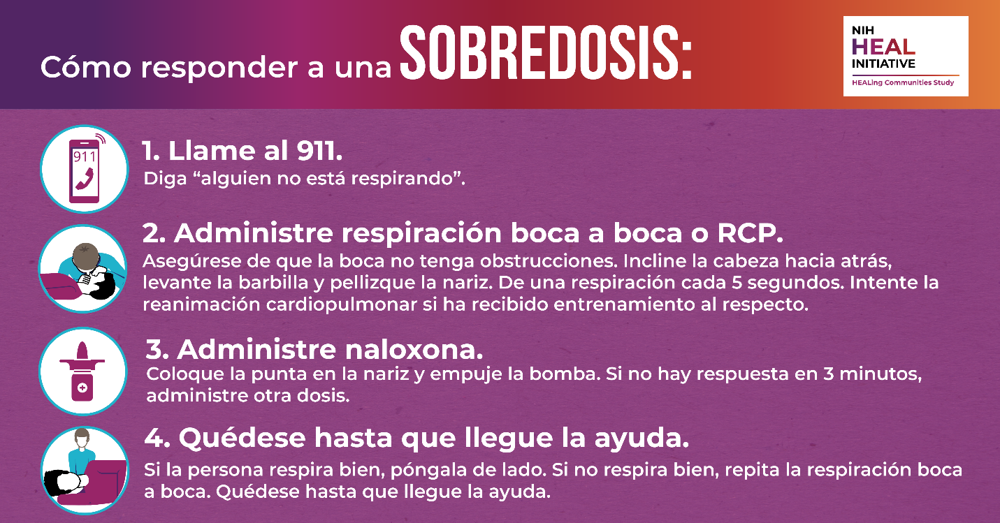 Cómo responder a una SOBREDOSIS:
NIH
HEAL
INITIATIVE
HEALing Communities Study
911
1. Llame al 911.
Diga “alguien no está respirando”.
2. Administre respiración boca a boca o RCP.
Asegúrese de que la boca no tenga obstrucciones. Incline la cabeza hacia atrás,
levante la barbilla y pellizque la nariz. De una respiración cada 5 segundos. Intente la
reanimación cardiopulmonar si ha recibido entrenamiento al respecto.
3. Administre naloxona.
Coloque la punta en la nariz y empuje la bomba. Si no hay respuesta en 3 minutos,
administre otra dosis.
4. Quédese hasta que llegue la ayuda.
Si la persona respira bien, póngala de lado. Si no respira bien, repita la respiración boca
a boca. Quédese hasta que llegue la ayuda.